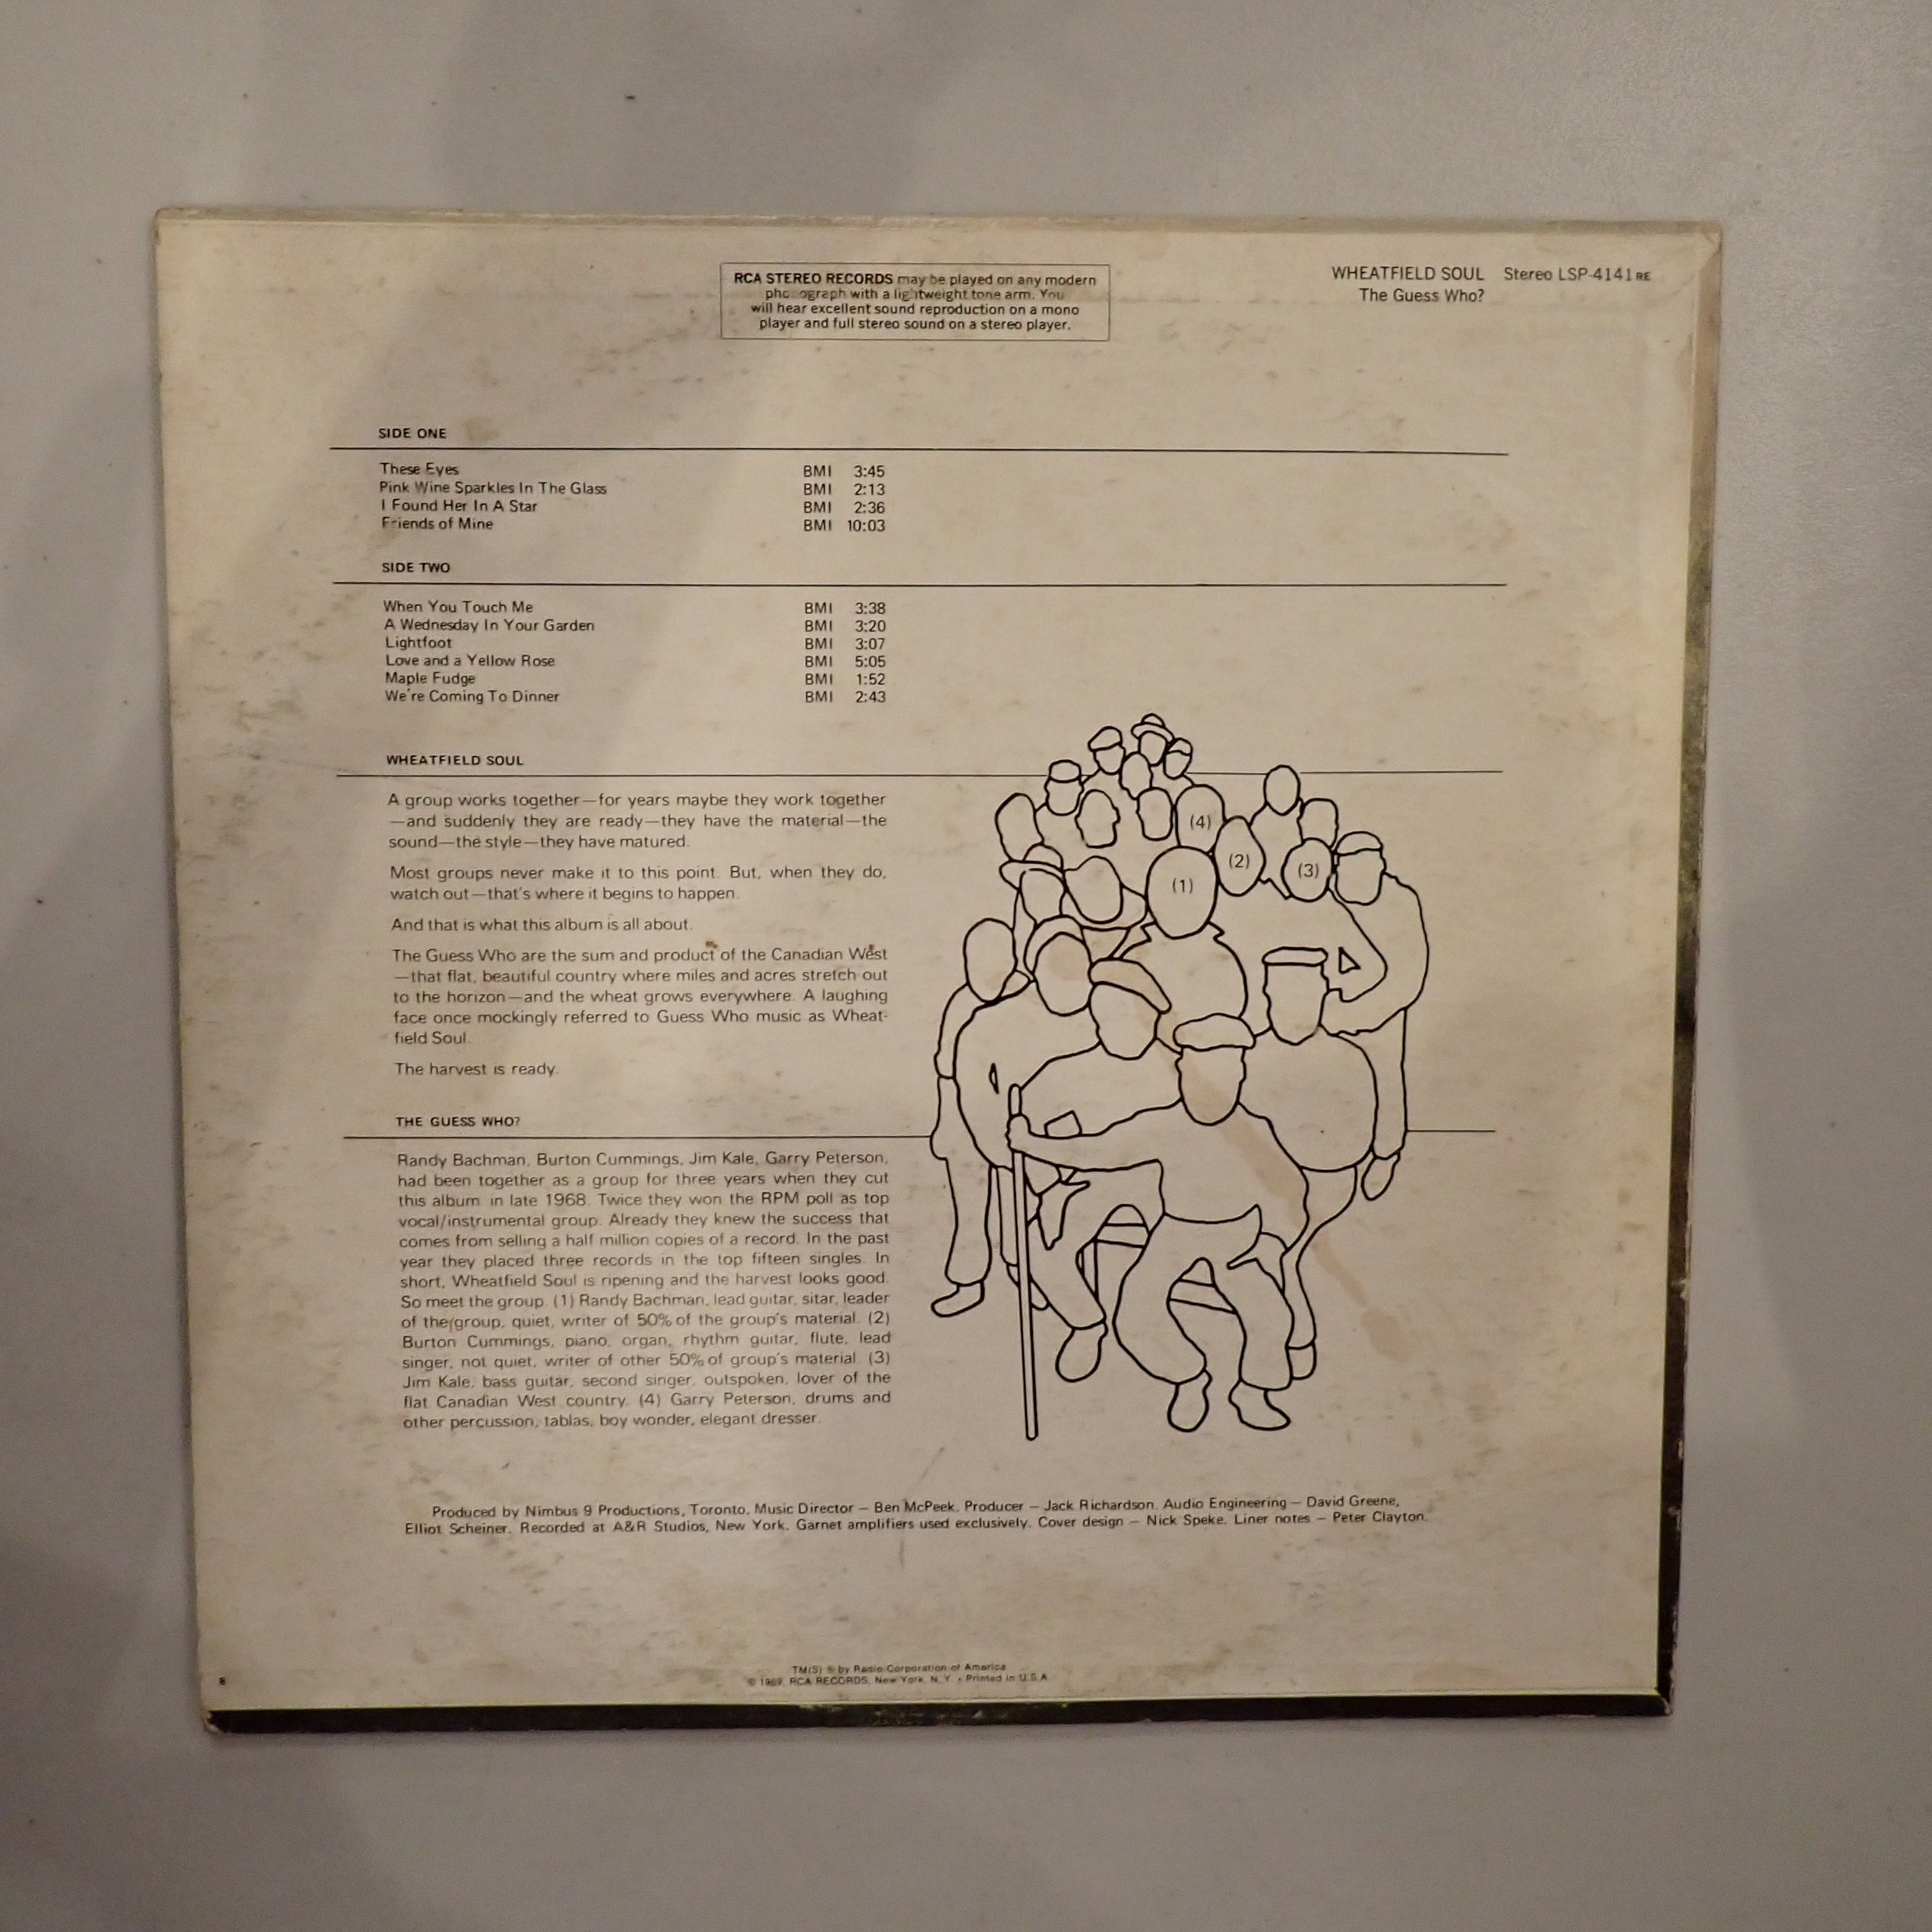 RCA STEREO RECORDS may be played on any modern
phonograph with a lightweight tone arm. You
will hear excellent sound reproduction on a mono
player and full stereo sound on a stereo player.
WHEATFIELD SOUL Stereo LSP-4141 RE
The Guess Who?
SIDE ONE
These Eyes BMI 3:45
Pink Wine Sparkles In The Glass BMI 2:13
I Found Her In A Star BMI 2:36
Friends of Mine BMI 10:03
SIDE TWO
When You Touch Me BMI 3:38
A Wednesday In Your Garden BMI 3:20
Lightfoot BMI 3:07
Love and a Yellow Rose BMI 5:05
Maple Fudge BMI 1:52
We're Coming To Dinner BMI 2:43
WHEATFIELD SOUL
A group works together—for years maybe they work together
—and suddenly they are ready—they have the material—the
sound—the style—they have matured.
Most groups never make it to this point. But, when they do,
watch out—that's where it begins to happen.
And that is what this album is all about.
The Guess Who are the sum and product of the Canadian West
—that flat, beautiful country where miles and acres stretch out
to the horizon—and the wheat grows everywhere. A laughing
face once mockingly referred to Guess Who music as Wheat-
field Soul.
The harvest is ready.
THE GUESS WHO?
Randy Bachman, Burton Cummings, Jim Kale, Garry Peterson,
had been together as a group for three years when they cut
this album in late 1968. Twice they won the RPM poll as top
vocal/instrumental group. Already they knew the success that
comes from selling a half million copies of a record. In the past
year they placed three records in the top fifteen singles. In
short, Wheatfield Soul is ripening and the harvest looks good.
So meet the group. (1) Randy Bachman, lead guitar, sitar, leader
of the group, quiet, writer of 50% of the group's material. (2)
Burton Cummings, piano, organ, rhythm guitar, flute, lead
singer, not quiet, writer of other 50% of group's material. (3)
Jim Kale, bass guitar, second singer, outspoken, lover of the
flat Canadian West country. (4) Garry Peterson, drums and
other percussion, tablas, boy wonder, elegant dresser.
(4)
(2)
(3)
(1)
Produced by Nimbus 9 Productions, Toronto. Music Director — Ben McPeek. Producer — Jack Richardson. Audio Engineering — David Greene,
Elliot Scheiner. Recorded at A&R Studios, New York. Garnet amplifiers used exclusively. Cover design — Nick Speke. Liner notes — Peter Clayton.
TM(S) ® by Radio Corporation of America
© 1969, RCA RECORDS, New York, N. Y. • Printed in U.S.A.